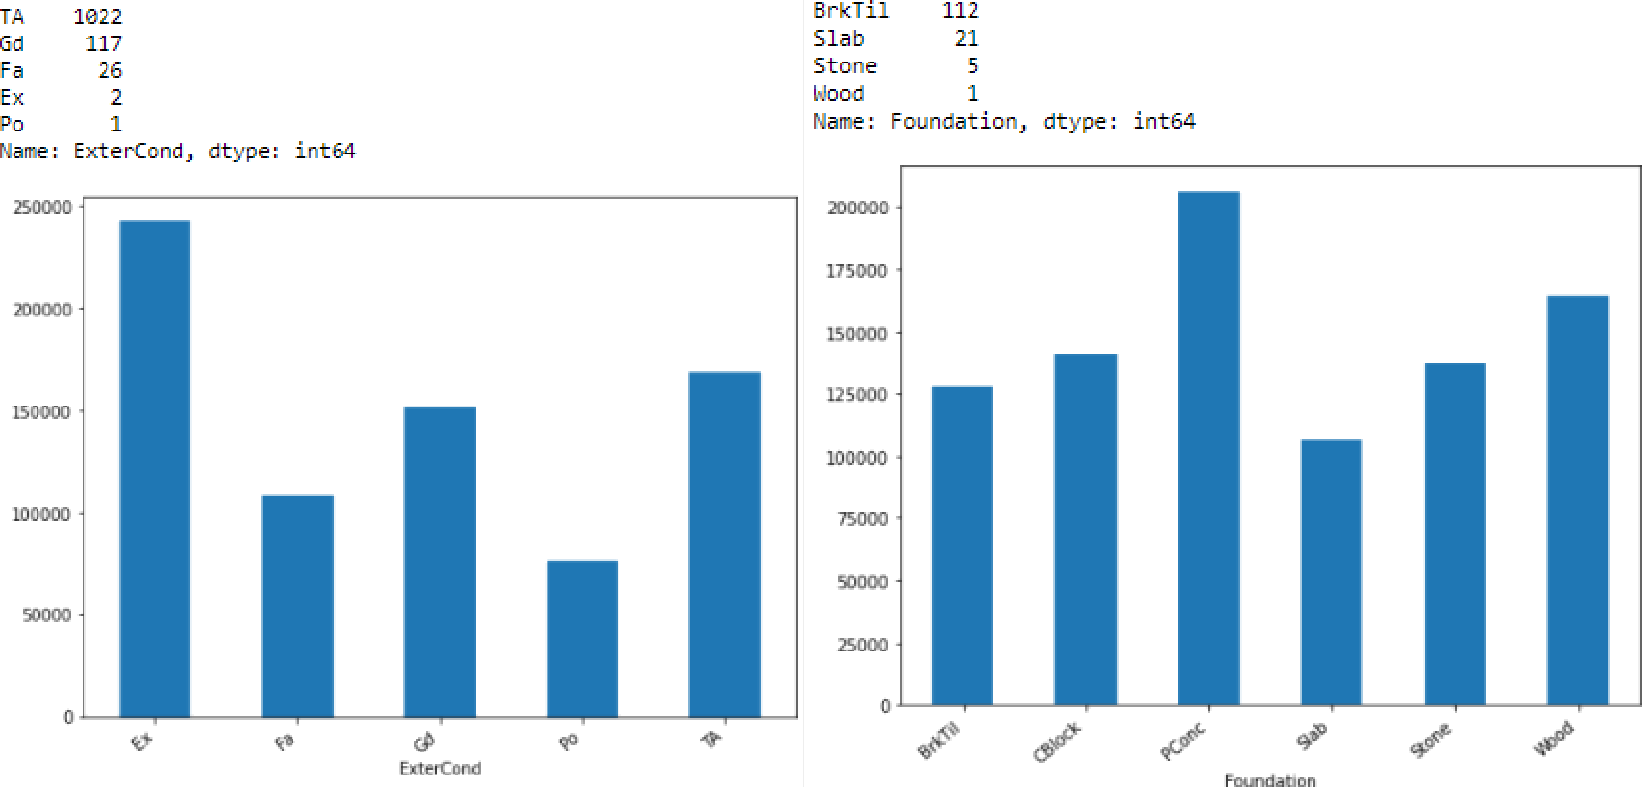 TA 1022
Gd 117
Fa 26
Ex 2
Po 1
Name: ExterCond, dtype: int64
250000
200000
150000
100000
50000
0
Ex Fa Gd Po TA
ExterCond
BrkTil 112
Slab 21
Stone 5
Wood 1
Name: Foundation, dtype: int64
200000
175000
150000
125000
100000
75000
50000
25000
0
BrkTil CBlock PConc Slab Stone Wood
Foundation